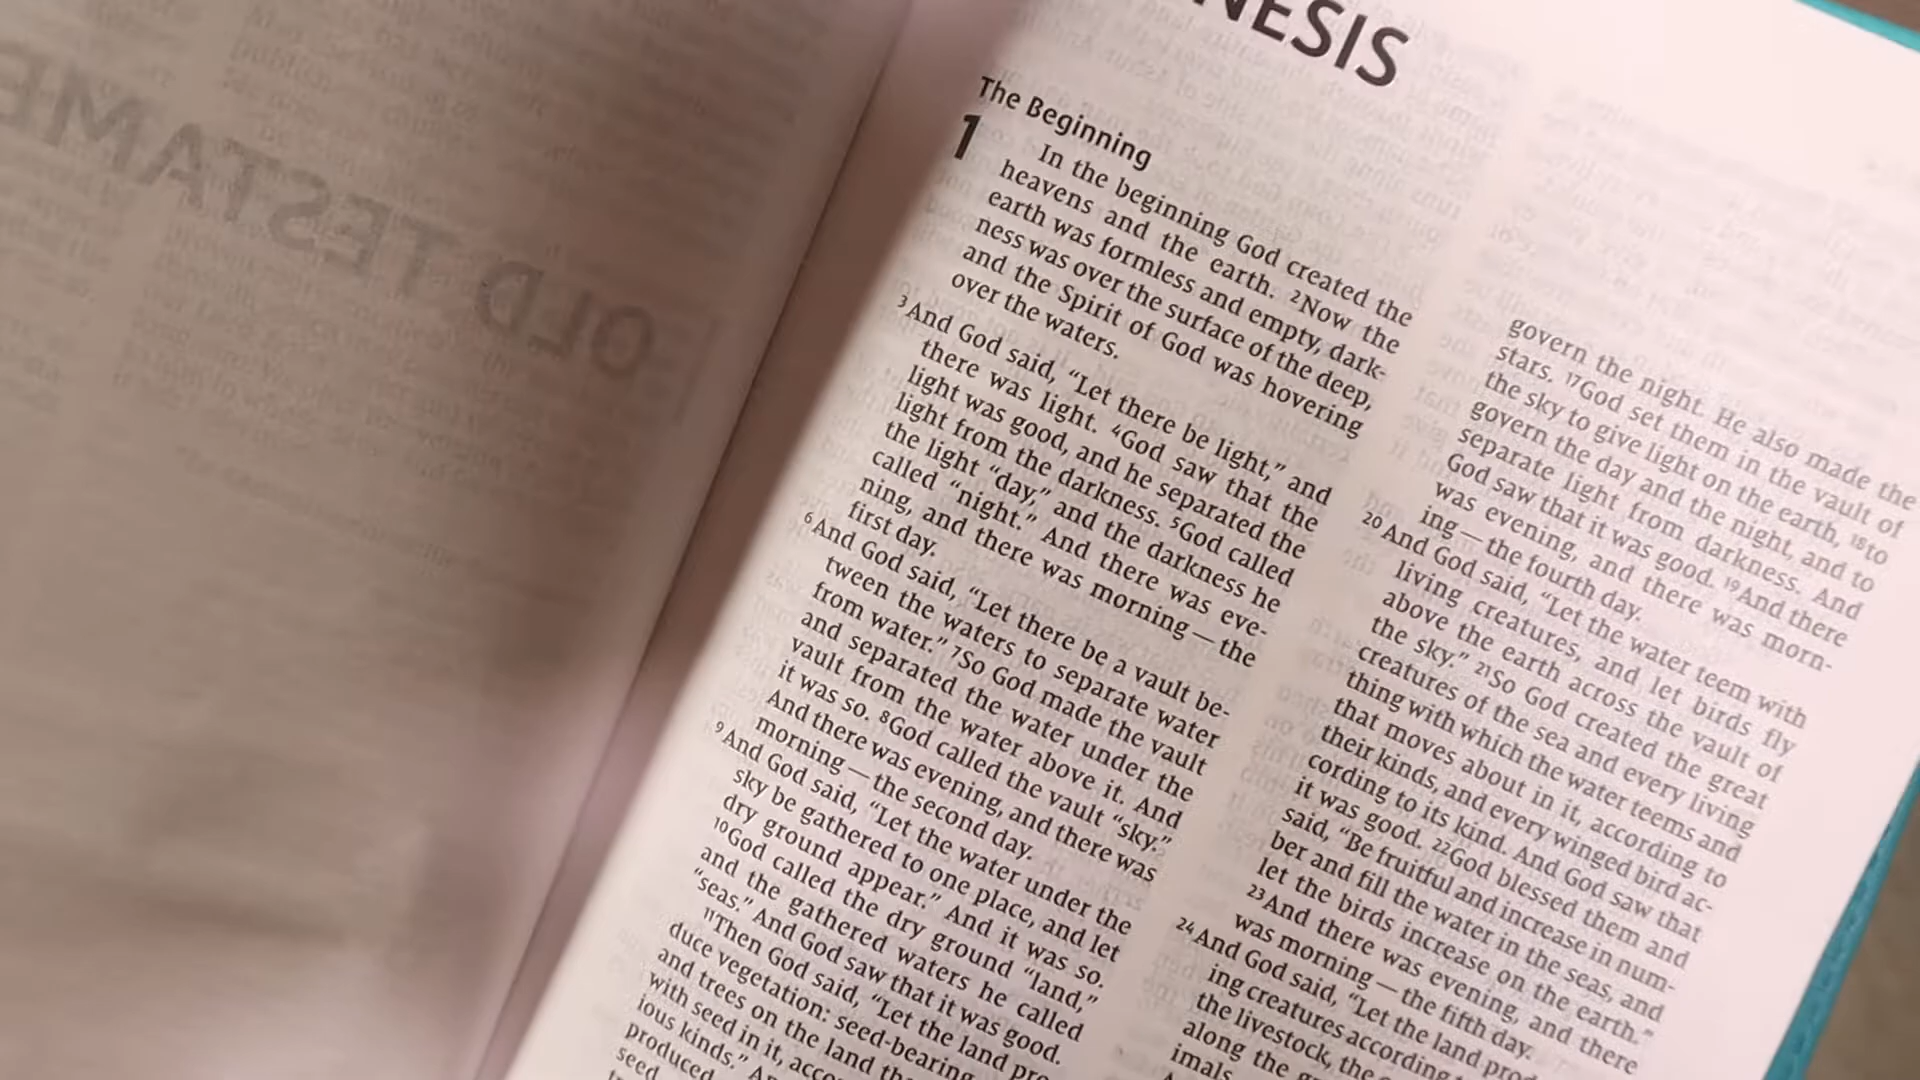 OLD TESTAME
NESIS
The Beginning
1 In the beginning God created the
heavens and the earth. 2Now the
earth was formless and empty, dark-
ness was over the surface of the deep,
and the Spirit of God was hovering
over the waters.
3And God said, “Let there be light,” and
there was light. 4God saw that the
light was good, and he separated the
light from the darkness. 5God called
the light “day,” and the darkness he
called “night.” And there was eve-
ning, and there was morning—the
first day.
6And God said, “Let there be a vault be-
tween the waters to separate water
from water.” 7So God made the vault
and separated the water under the
vault from the water above it. And
it was so. 8God called the vault “sky.”
And there was evening, and there was
morning—the second day.
9And God said, “Let the water under the
sky be gathered to one place, and let
dry ground appear.” And it was so.
10God called the dry ground “land,”
and the gathered waters he called
“seas.” And God saw that it was good.
11Then God said, “Let the land pro
duce vegetation: seed-bearing
and trees on the land tha
with seed in it, acco
ious kinds.” An
produced
seed
govern the night. He also made the
stars. 17God set them in the vault of
the sky to give light on the earth, 18to
govern the day and the night, and to
separate light from darkness. And
God saw that it was good. 19And there
was evening, and there was morn-
ing—the fourth day.
20And God said, “Let the water teem with
living creatures, and let birds fly
above the earth across the vault of
the sky.” 21So God created the great
creatures of the sea and every living
thing with which the water teems and
that moves about in it, according to
their kinds, and every winged bird ac-
cording to its kind. And God saw that
it was good. 22God blessed them and
said, “Be fruitful and increase in num-
ber and fill the water in the seas, and
let the birds increase on the earth.”
23And there was evening, and there
was morning—the fifth day.
24And God said, “Let the land prod
ing creatures according t
the livestock, the c
along the gr
imals